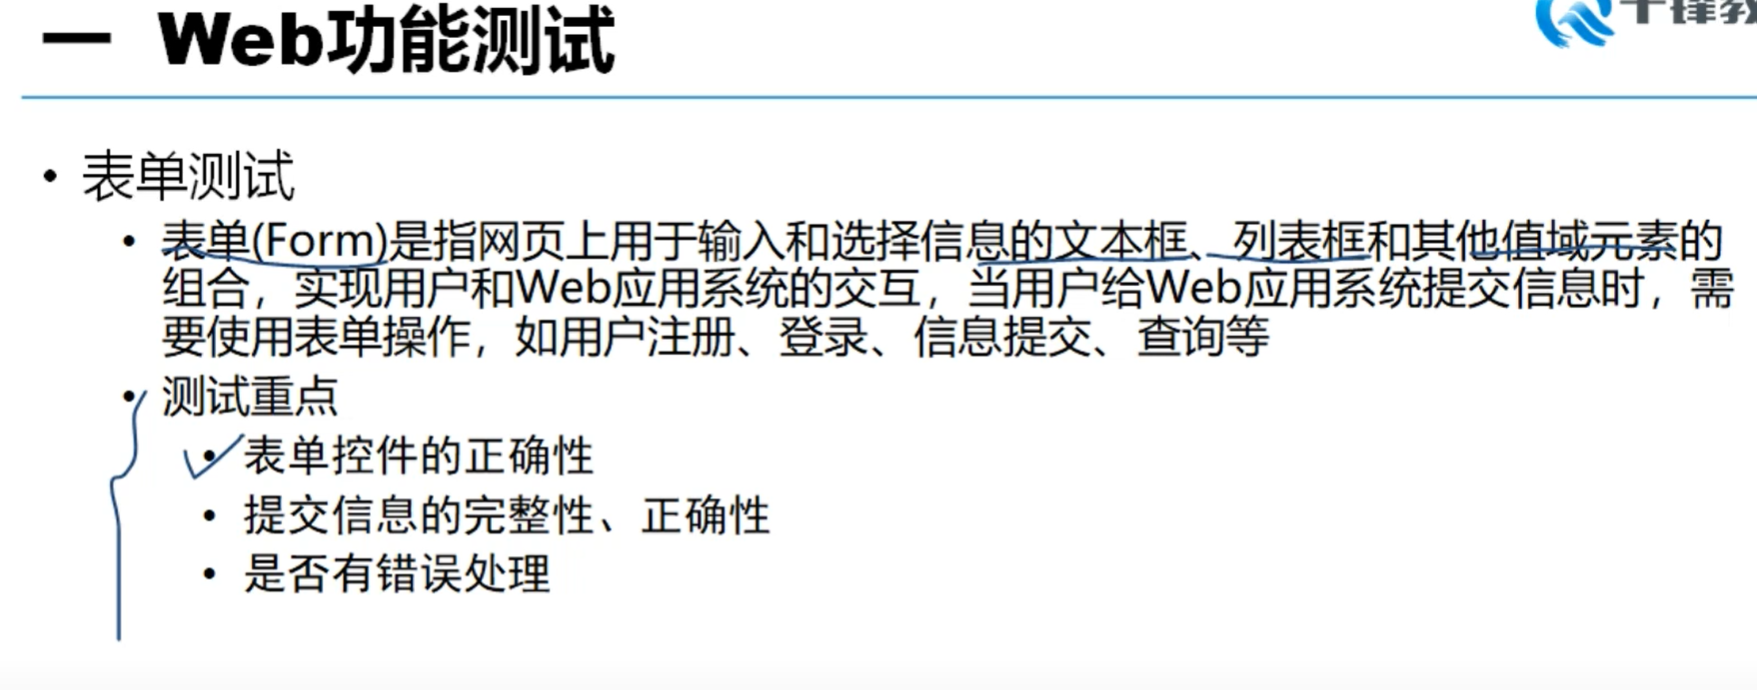 一 Web功能测试
• 表单测试
• 表单(Form)是指网页上用于输入和选择信息的文本框、列表框和其他值域元素的
组合，实现用户和Web应用系统的交互，当用户给Web应用系统提交信息时，需
要使用表单操作，如用户注册、登录、信息提交、查询等
• 测试重点
• 表单控件的正确性
• 提交信息的完整性、正确性
• 是否有错误处理